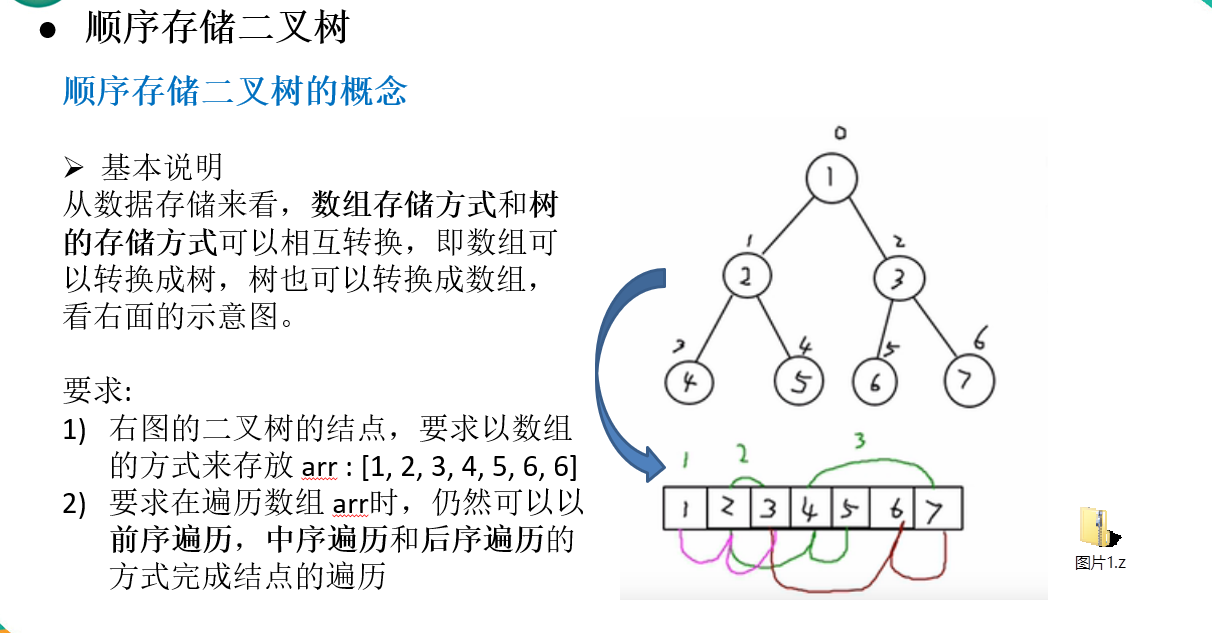 ● 顺序存储二叉树
顺序存储二叉树的概念
➢ 基本说明
从数据存储来看，数组存储方式和树
的存储方式可以相互转换，即数组可
以转换成树，树也可以转换成数组，
看右面的示意图。
要求:
1) 右图的二叉树的结点，要求以数组
的方式来存放 arr : [1, 2, 3, 4, 5, 6, 6]
2) 要求在遍历数组 arr时，仍然可以以
前序遍历，中序遍历和后序遍历的
方式完成结点的遍历
0
1
1 2
2 3
3 4 5 6
4 5 6 7
1 2 3
1 2 3 4 5 6 7
图片1.z